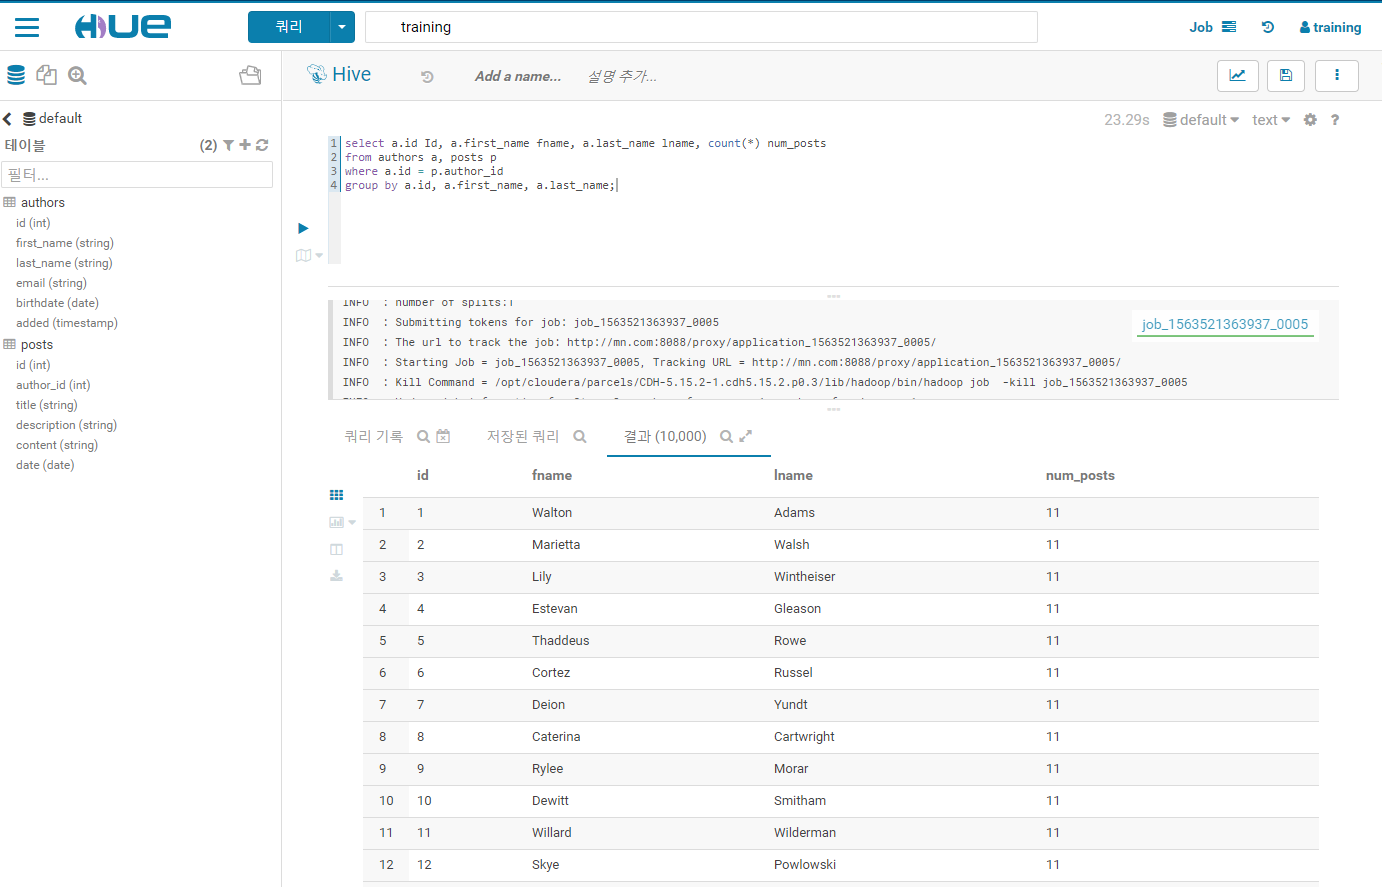 HUE
쿼리
training
Job
training
Hive
Add a name...
설명 추가...
default
테이블
(2)
필터...
authors
id (int)
first_name (string)
last_name (string)
email (string)
birthdate (date)
added (timestamp)
posts
id (int)
author_id (int)
title (string)
description (string)
content (string)
date (date)
23.29s default text ?
1 select a.id Id, a.first_name fname, a.last_name lname, count(*) num_posts
2 from authors a, posts p
3 where a.id = p.author_id
4 group by a.id, a.first_name, a.last_name;
INFO : number of splits:1
INFO : Submitting tokens for job: job_1563521363937_0005
INFO : The url to track the job: http://mn.com:8088/proxy/application_1563521363937_0005/
INFO : Starting Job = job_1563521363937_0005, Tracking URL = http://mn.com:8088/proxy/application_1563521363937_0005/
INFO : Kill Command = /opt/cloudera/parcels/CDH-5.15.2-1.cdh5.15.2.p0.3/lib/hadoop/bin/hadoop job -kill job_1563521363937_0005
job_1563521363937_0005
쿼리 기록 저장된 쿼리 결과 (10,000)
id fname lname num_posts
1 1 Walton Adams 11
2 2 Marietta Walsh 11
3 3 Lily Wintheiser 11
4 4 Estevan Gleason 11
5 5 Thaddeus Rowe 11
6 6 Cortez Russel 11
7 7 Deion Yundt 11
8 8 Caterina Cartwright 11
9 9 Rylee Morar 11
10 10 Dewitt Smitham 11
11 11 Willard Wilderman 11
12 12 Skye Powlowski 11